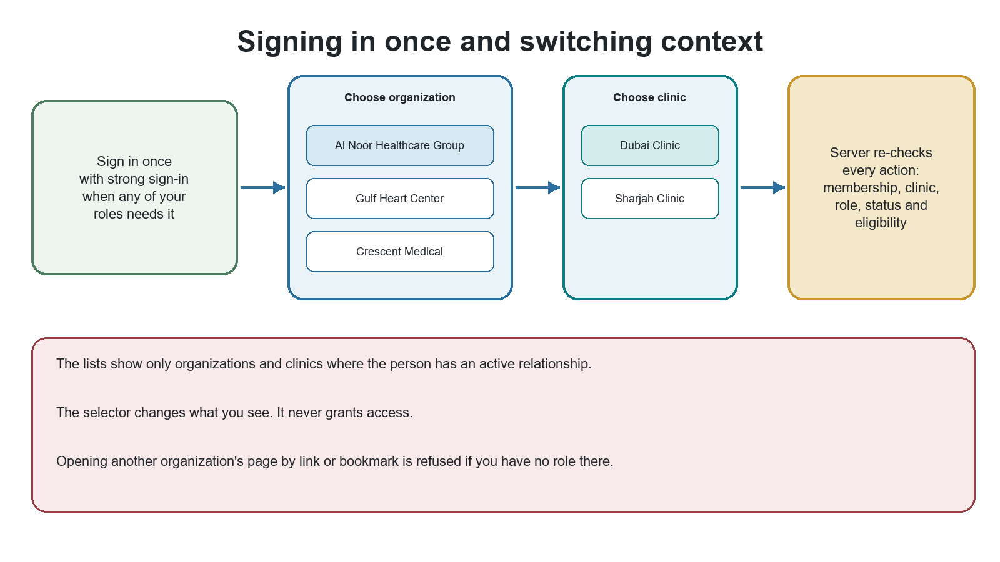 Signing in once and switching context
Sign in once
with strong sign-in
when any of your
roles needs it
Choose organization
Al Noor Healthcare Group
Gulf Heart Center
Crescent Medical
Choose clinic
Dubai Clinic
Sharjah Clinic
Server re-checks
every action:
membership, clinic,
role, status and
eligibility
The lists show only organizations and clinics where the person has an active relationship.
The selector changes what you see. It never grants access.
Opening another organization's page by link or bookmark is refused if you have no role there.